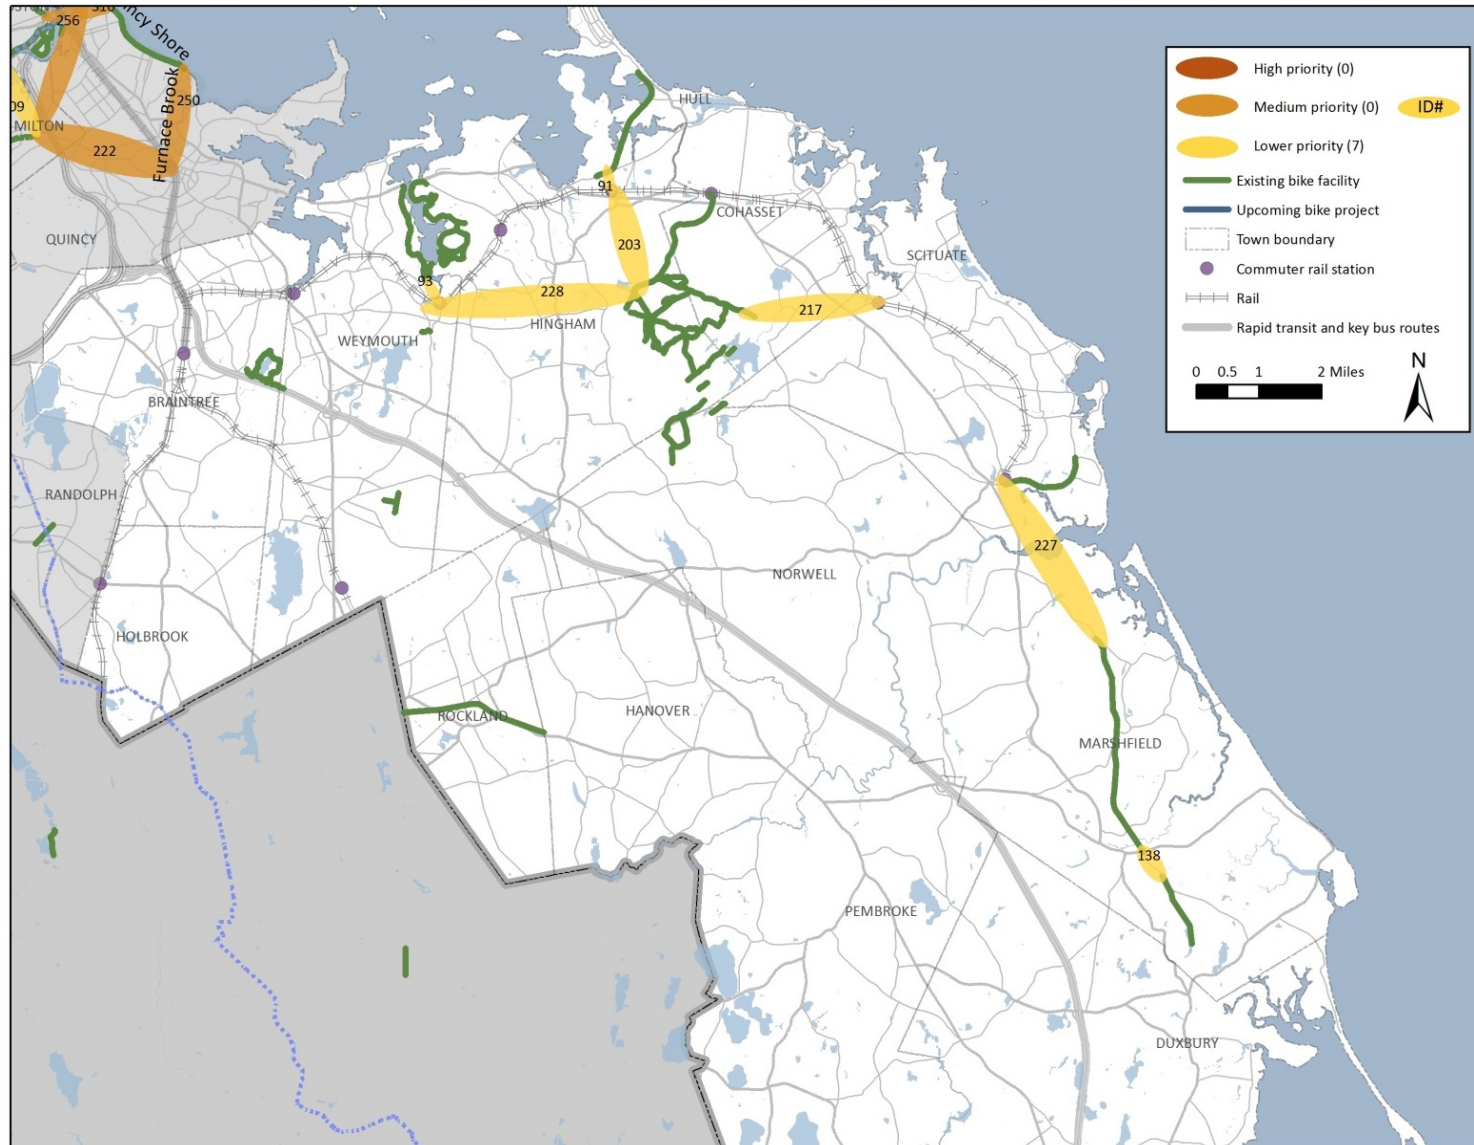 256
316
Quincy Shore
Furnace Brook
250
09
MILTON
222
QUINCY
HULL
91
COHASSET
203
SCITUATE
93
228
HINGHAM
217
WEYMOUTH
BRAINTREE
RANDOLPH
227
NORWELL
HOLBROOK
ROCKLAND
HANOVER
MARSHFIELD
138
PEMBROKE
DUXBURY
High priority (0)
Medium priority (0)
ID#
Lower priority (7)
Existing bike facility
Upcoming bike project
Town boundary
Commuter rail station
Rail
Rapid transit and key bus routes
0 0.5 1 2 Miles
N